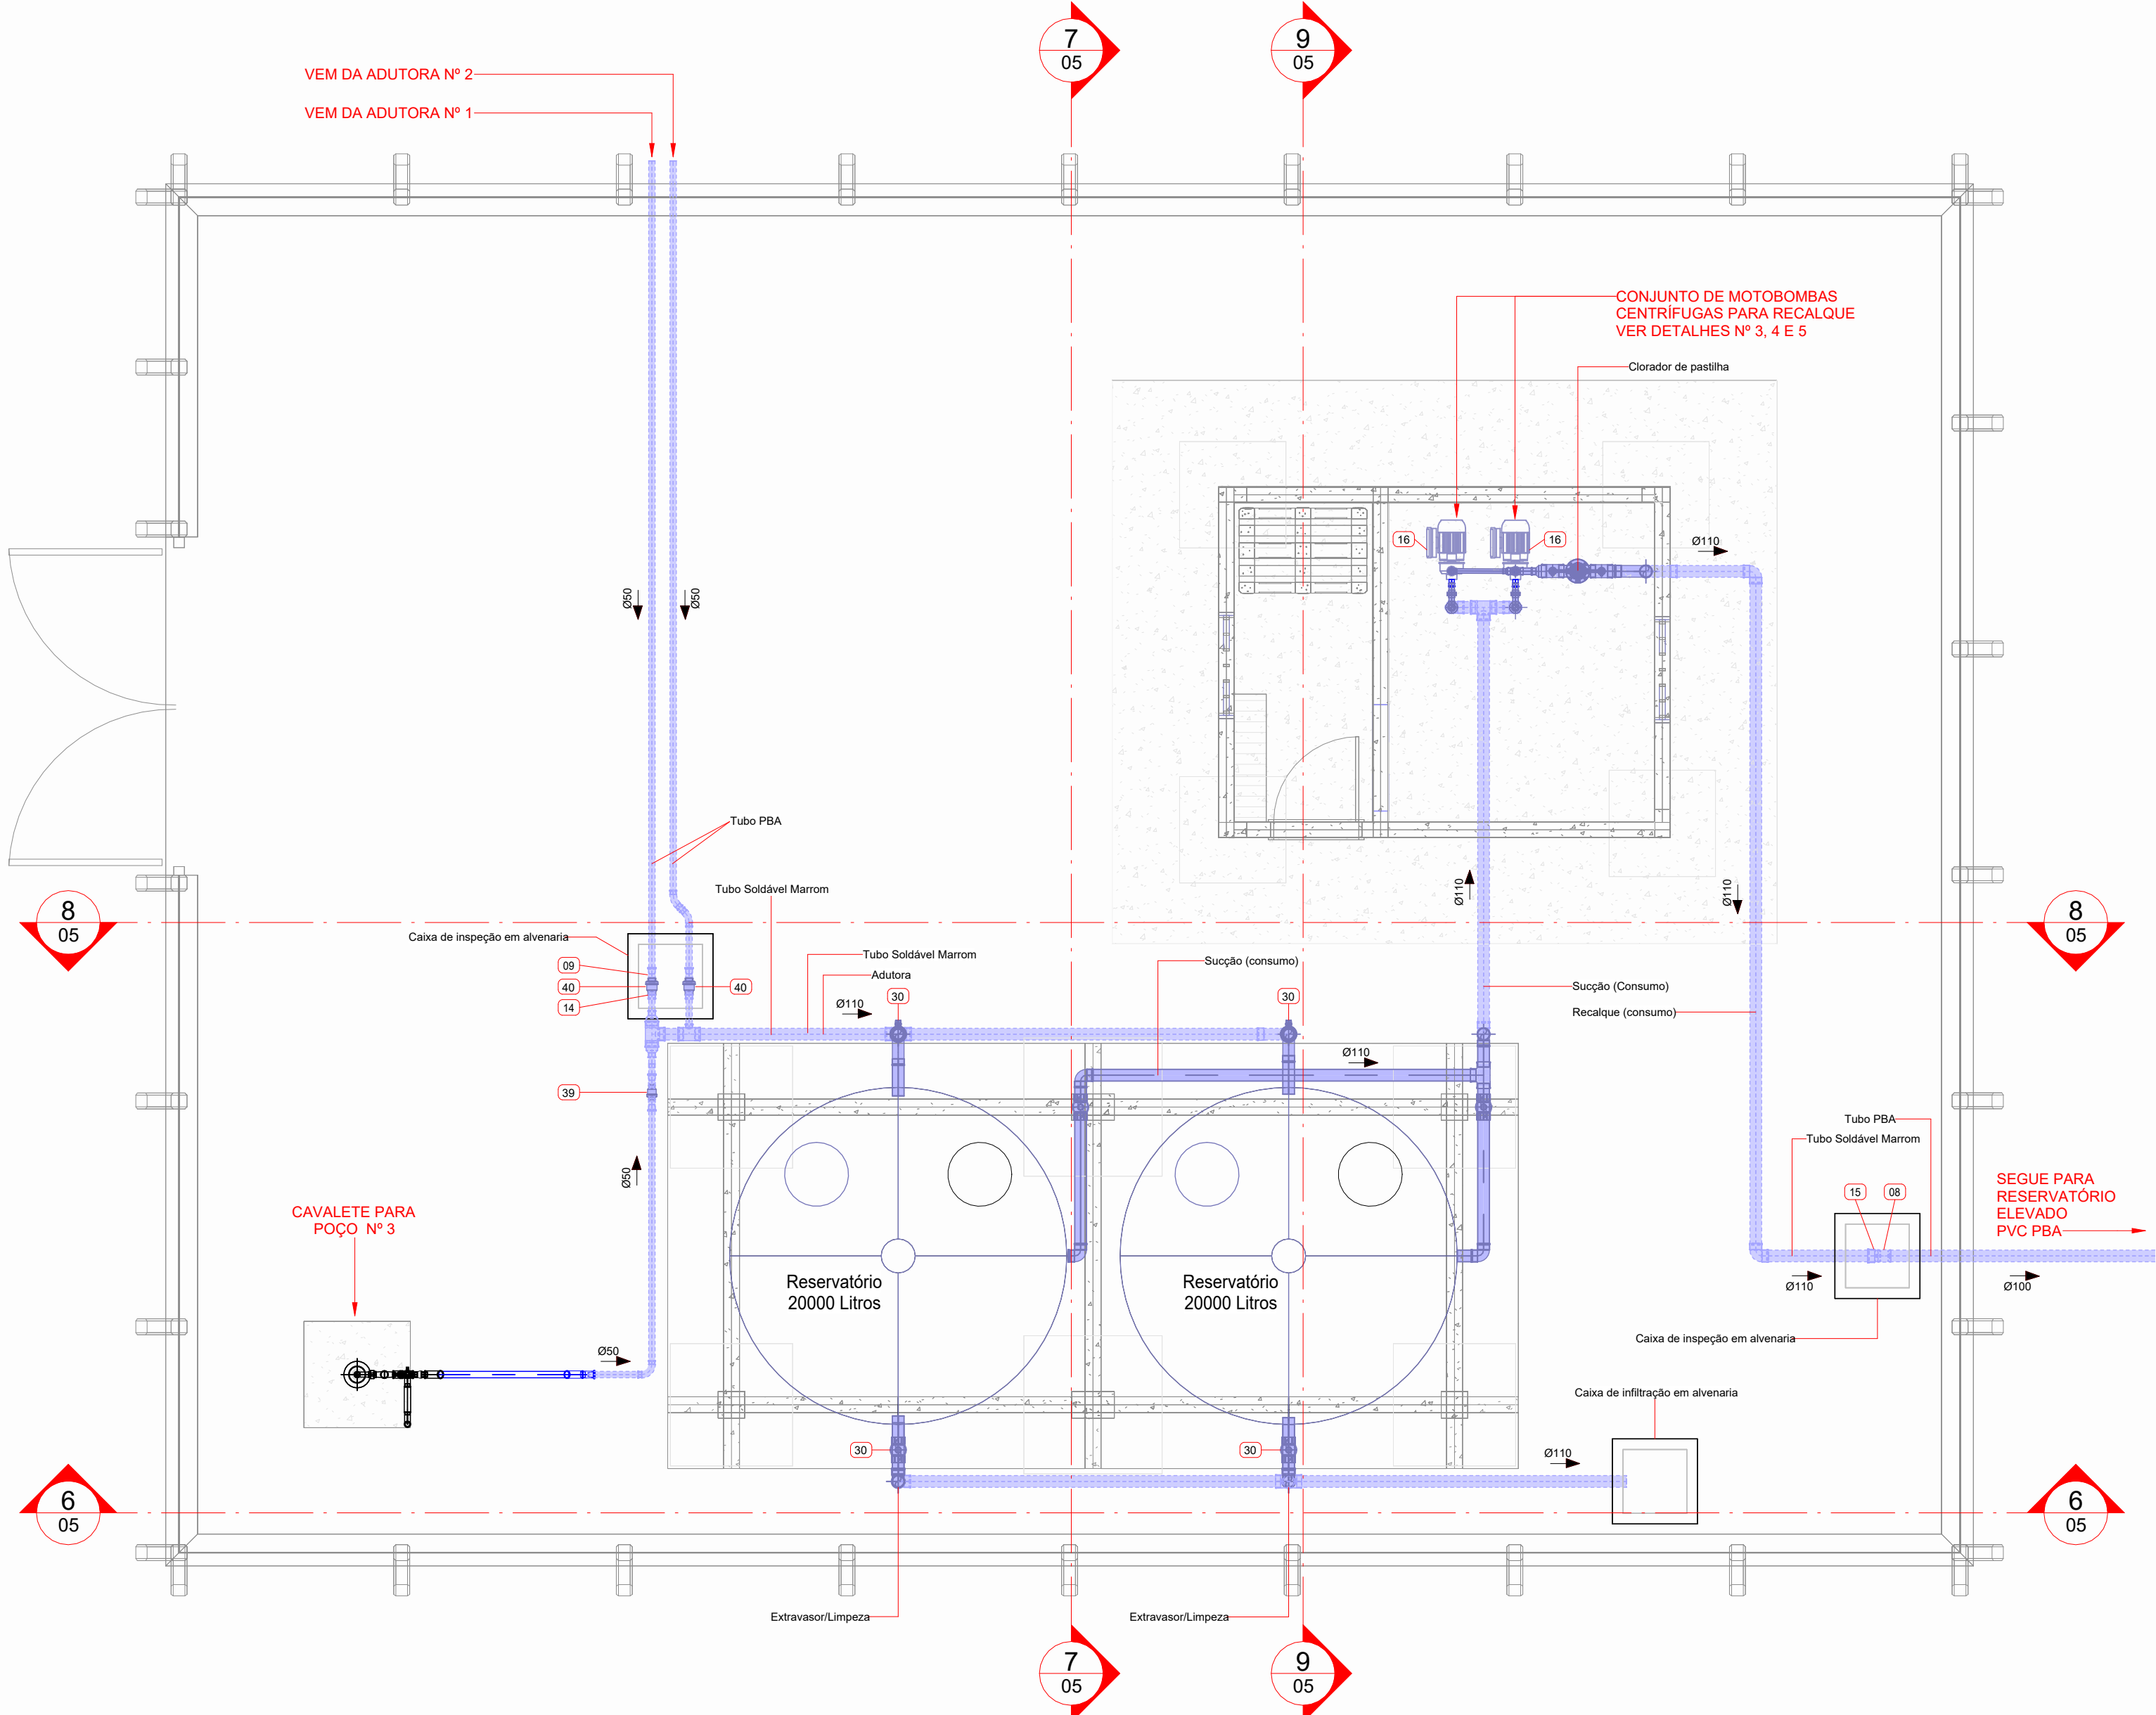 7
05
9
05
VEM DA ADUTORA Nº 2
VEM DA ADUTORA Nº 1
CONJUNTO DE MOTOBOMBAS
CENTRÍFUGAS PARA RECALQUE
VER DETALHES Nº 3, 4 E 5
Clorador de pastilha
16
16
Ø110
Ø50
Ø50
Tubo PBA
Tubo Soldável Marrom
Ø110
Ø110
8
05
8
05
Caixa de inspeção em alvenaria
Tubo Soldável Marrom
Adutora
Sucção (consumo)
09
40
14
40
30
30
Ø110
Sucção (Consumo)
Recalque (consumo)
Ø110
39
Ø50
Tubo PBA
Tubo Soldável Marrom
15
08
SEGUE PARA
RESERVATÓRIO
ELEVADO
PVC PBA
CAVALETE PARA
POÇO Nº 3
Reservatório
20000 Litros
Reservatório
20000 Litros
Ø110
Ø100
Ø50
Caixa de inspeção em alvenaria
Caixa de infiltração em alvenaria
30
30
Ø110
6
05
6
05
Extravasor/Limpeza
Extravasor/Limpeza
7
05
9
05